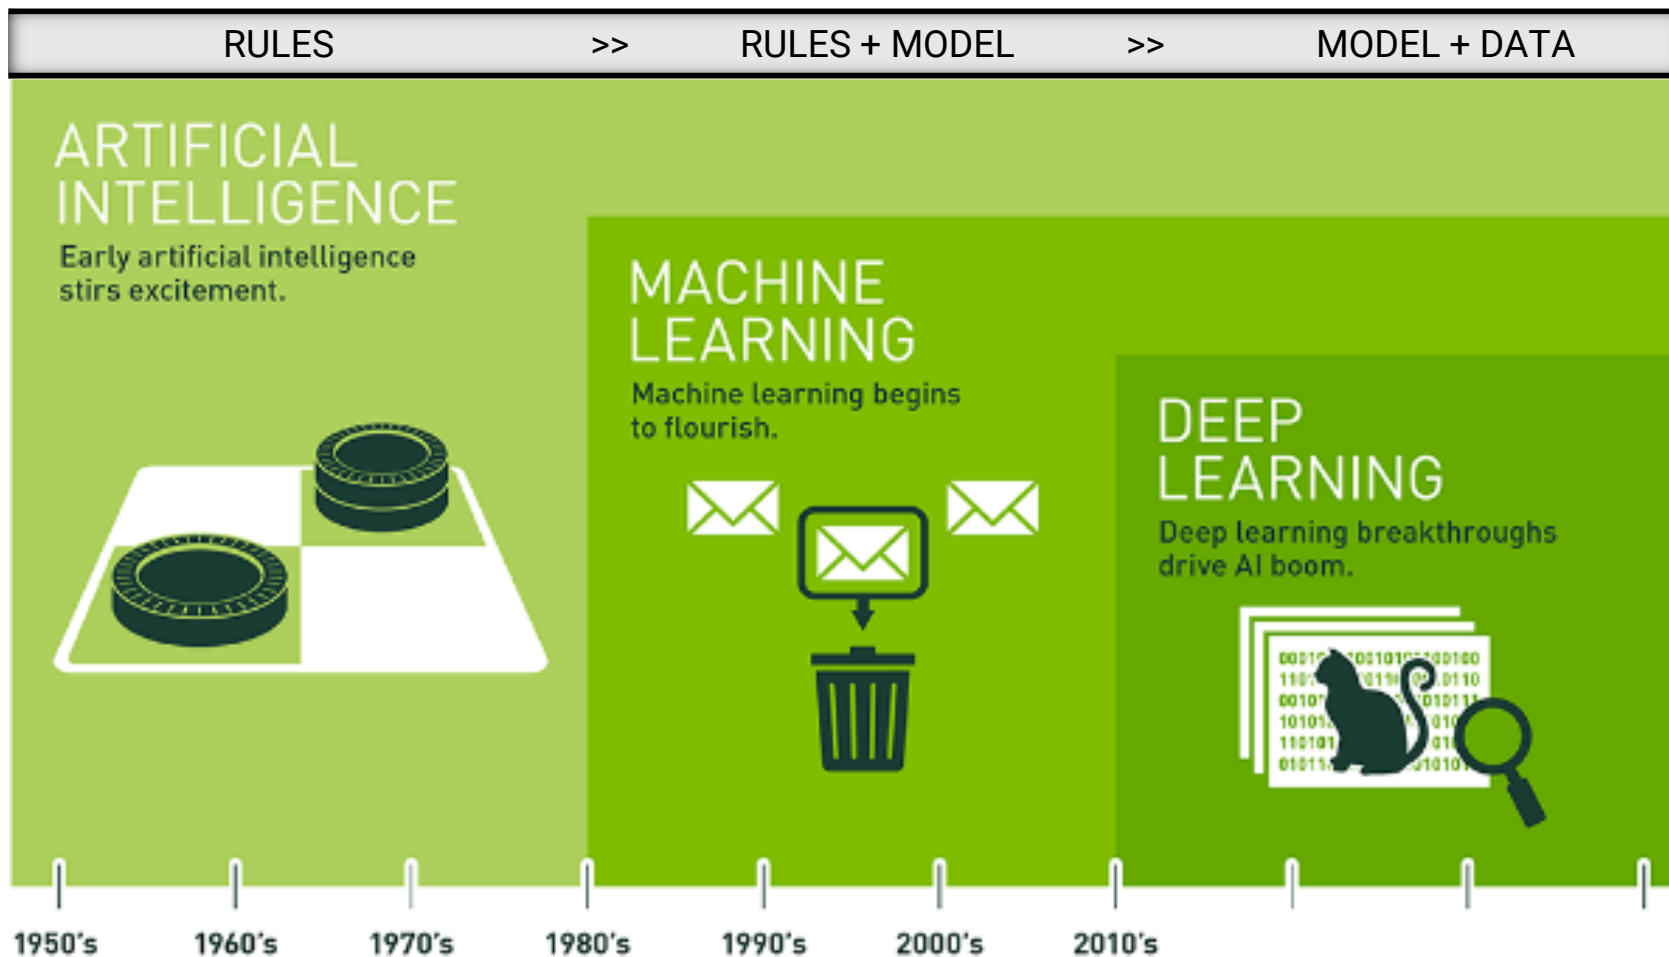 RULES >> RULES + MODEL >> MODEL + DATA
ARTIFICIAL
INTELLIGENCE
Early artificial intelligence
stirs excitement.
MACHINE
LEARNING
Machine learning begins
to flourish.
DEEP
LEARNING
Deep learning breakthroughs
drive AI boom.
1950's 1960's 1970's 1980's 1990's 2000's 2010's